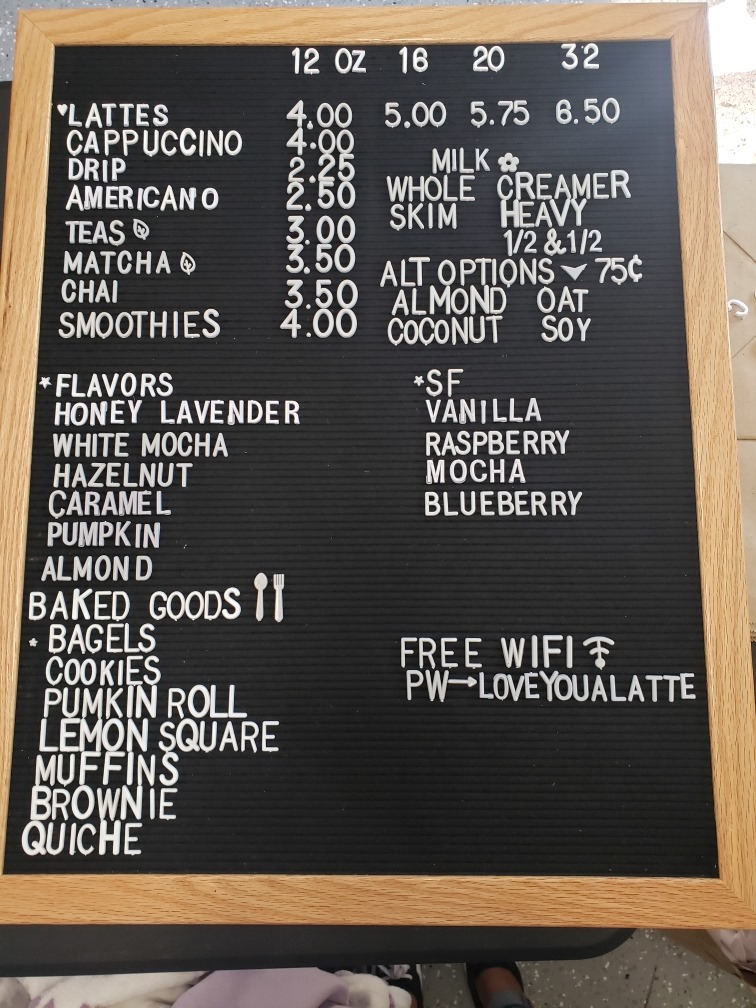 12 OZ 16 20 32
LATTES 4.00 5.00 5.75 6.50
CAPPUCCINO 4.00
DRIP 2.25
AMERICANO 2.50
TEAS 3.00
MATCHA 3.50
CHAI 3.50
SMOOTHIES 4.00
MILK
WHOLE CREAMER
SKIM HEAVY
1/2 & 1/2
ALT OPTIONS 75¢
ALMOND OAT
COCONUT SOY
*FLAVORS
HONEY LAVENDER
WHITE MOCHA
HAZELNUT
CARAMEL
PUMPKIN
ALMOND
*SF
VANILLA
RASPBERRY
MOCHA
BLUEBERRY
BAKED GOODS
* BAGELS
COOKIES
PUMKIN ROLL
LEMON SQUARE
MUFFINS
BROWNIE
QUICHE
FREE WIFI
PW→LOVEYOUALATTE